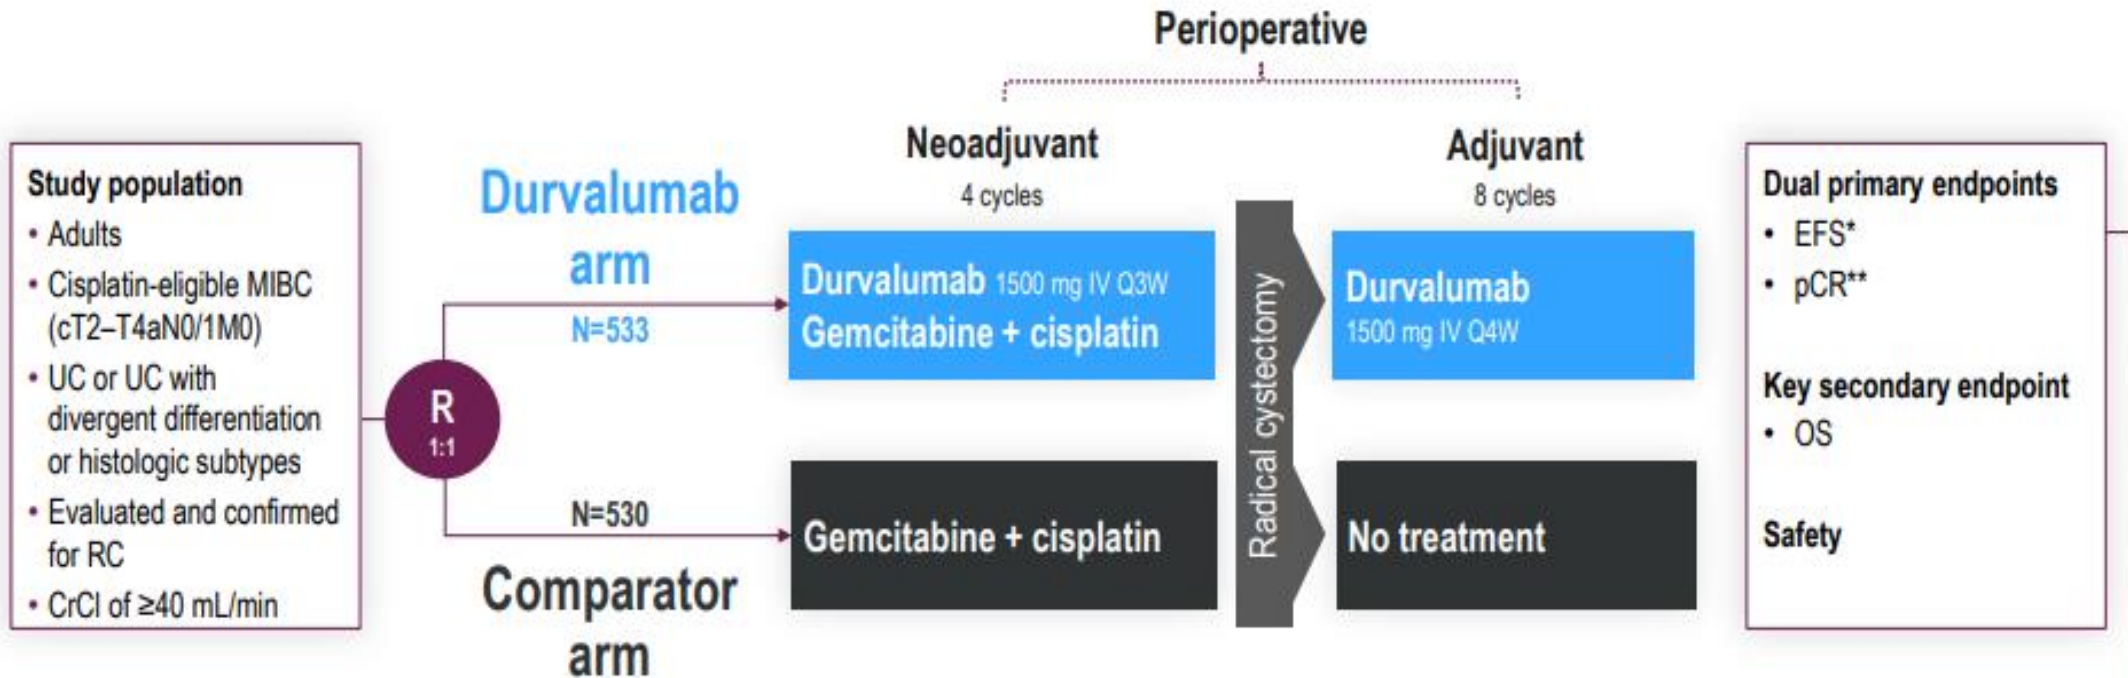 Perioperative
Study population
• Adults
• Cisplatin-eligible MIBC
(cT2–T4aN0/1M0)
• UC or UC with
divergent differentiation
or histologic subtypes
• Evaluated and confirmed
for RC
• CrCl of ≥40 mL/min
R
1:1
Durvalumab
arm
N=533
N=530
Comparator
arm
Neoadjuvant
4 cycles
Durvalumab 1500 mg IV Q3W
Gemcitabine + cisplatin
Gemcitabine + cisplatin
Radical cystectomy
Adjuvant
8 cycles
Durvalumab
1500 mg IV Q4W
No treatment
Dual primary endpoints
• EFS*
• pCR**
Key secondary endpoint
• OS
Safety